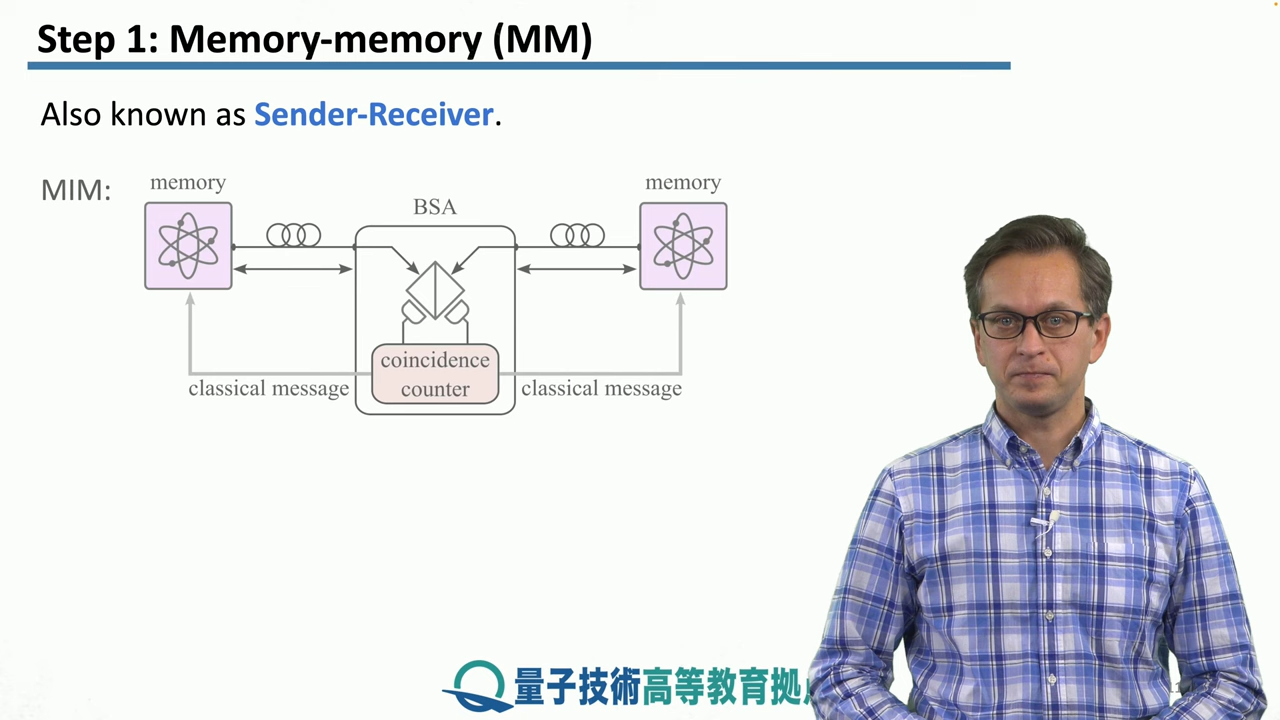 Step 1: Memory-memory (MM)
Also known as Sender-Receiver.
MIM:
memory
memory
BSA
coincidence
counter
classical message
classical message
量子技術高等教育拠